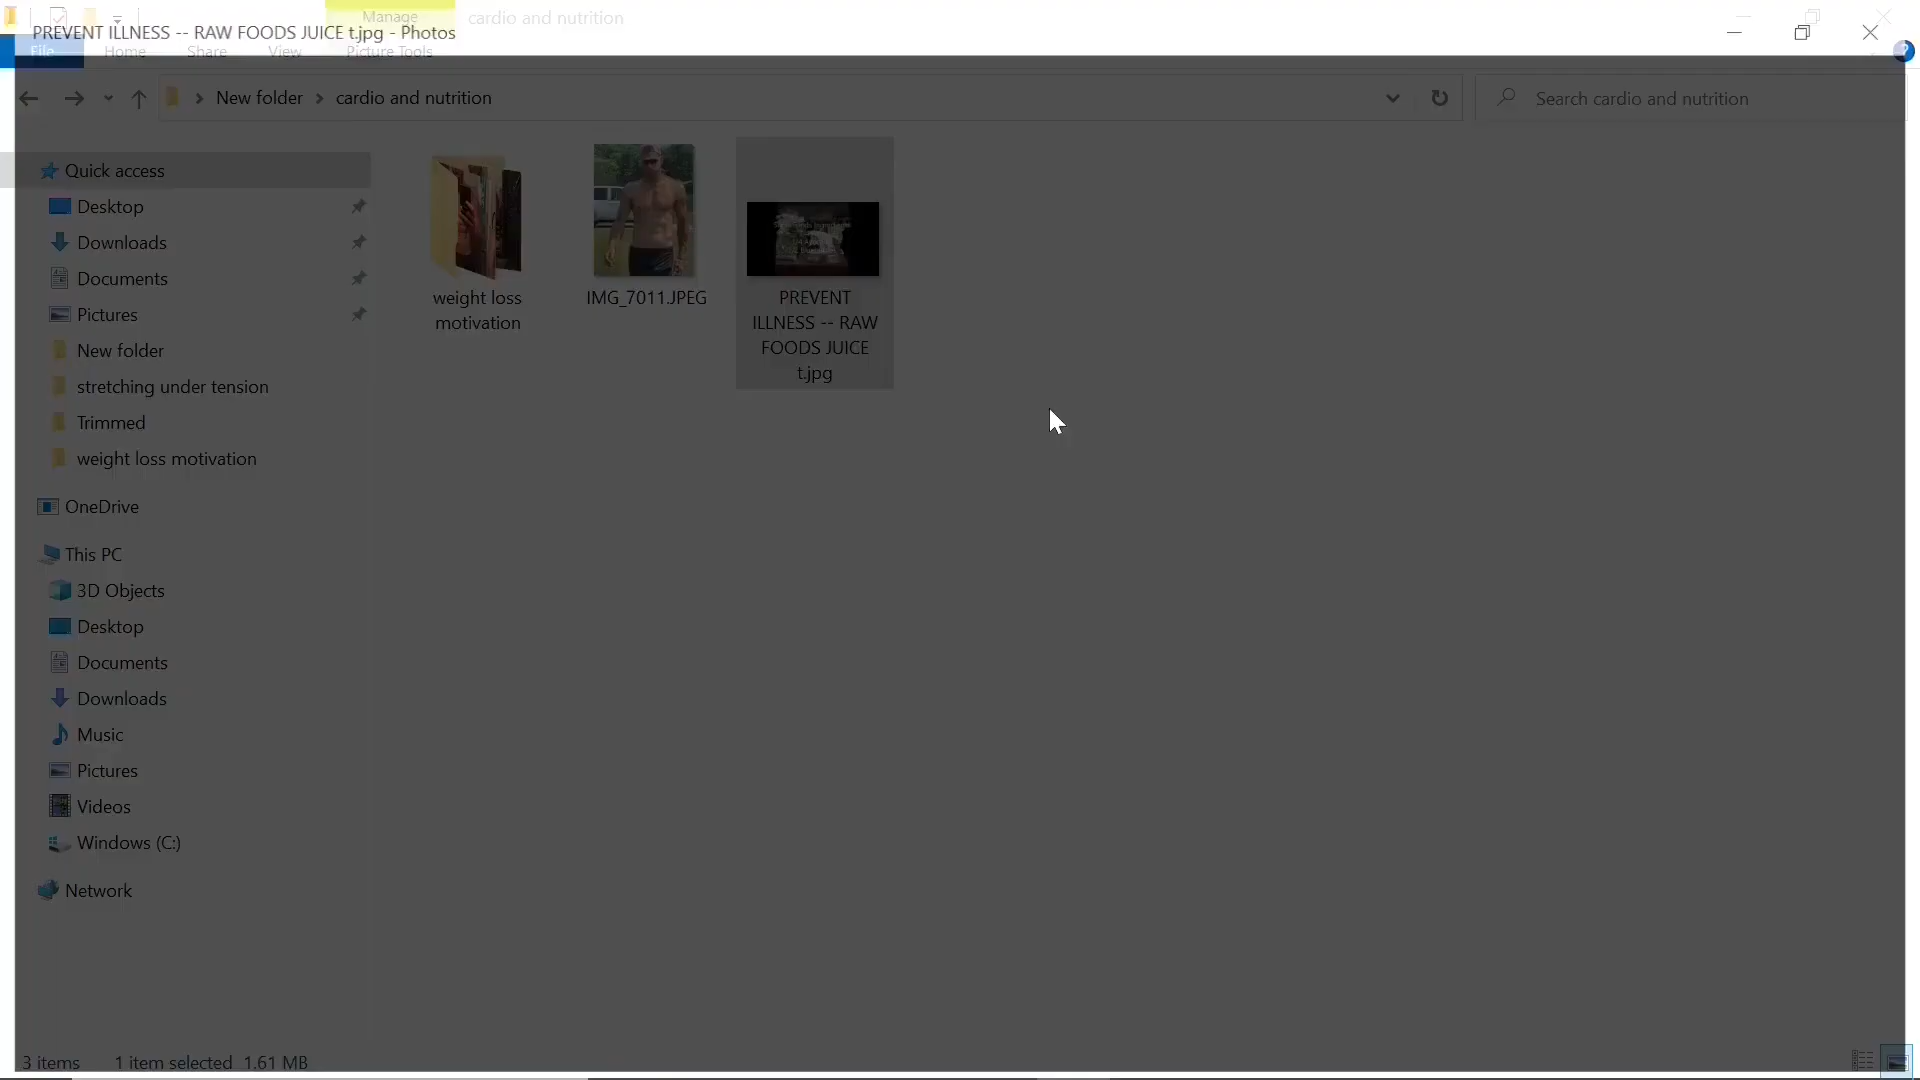 Manage
cardio and nutrition
PREVENT ILLNESS -- RAW FOODS JUICE t.jpg - Photos
File
Home
Share
View
Picture Tools
New folder
cardio and nutrition
Search cardio and nutrition
Quick access
Desktop
Downloads
Documents
Pictures
New folder
stretching under tension
Trimmed
weight loss motivation
OneDrive
This PC
3D Objects
Desktop
Documents
Downloads
Music
Pictures
Videos
Windows (C:)
Network
weight loss
motivation
IMG_7011.JPEG
PREVENT
ILLNESS -- RAW
FOODS JUICE
t.jpg
3 items
1 item selected 1.61 MB